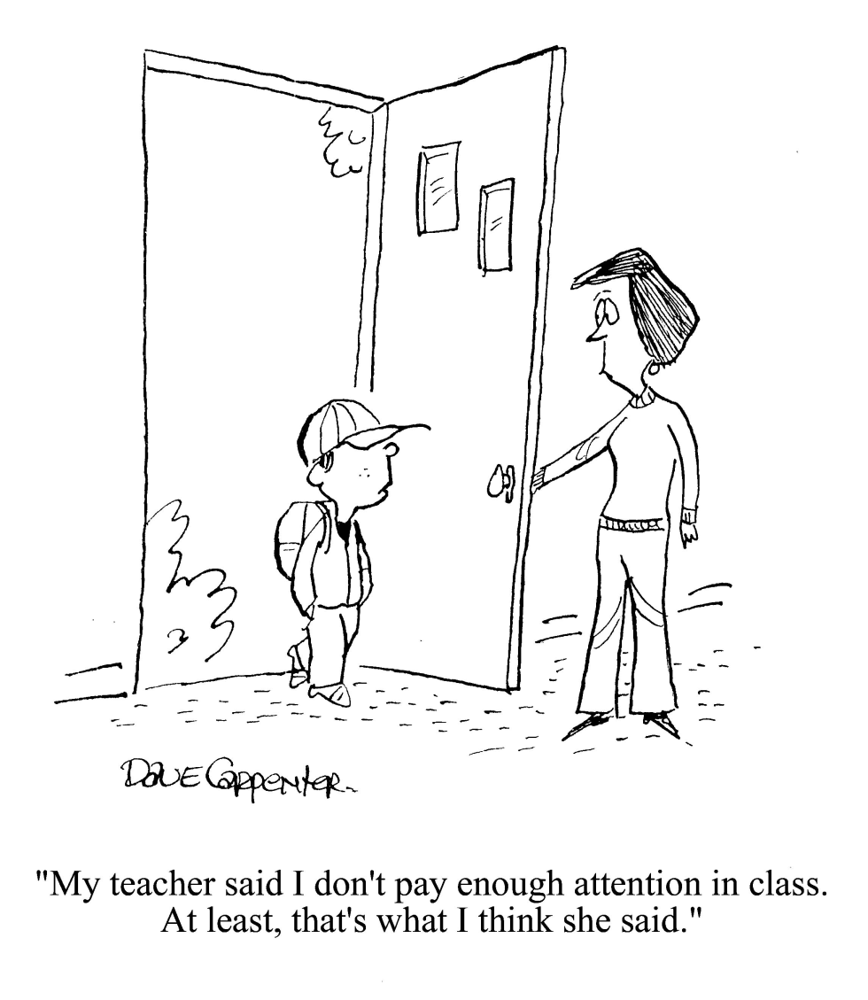 Dave Carpenter
"My teacher said I don't pay enough attention in class.
At least, that's what I think she said."